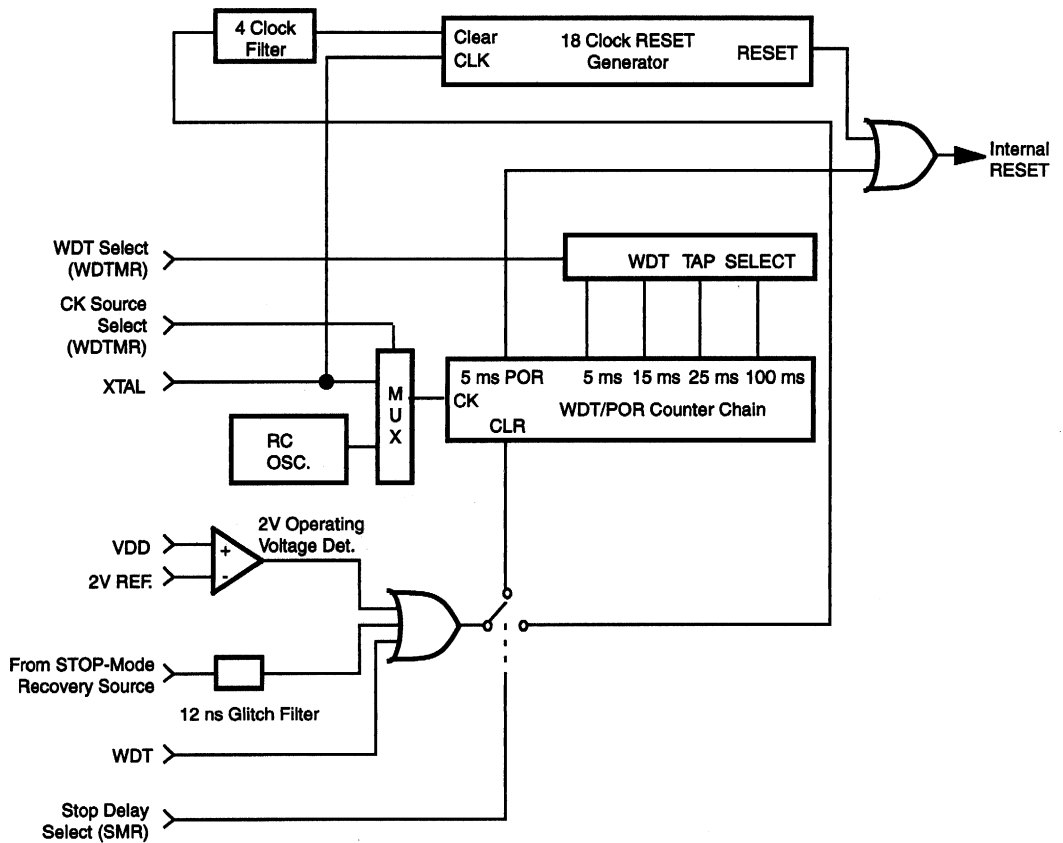 4 Clock
Filter
Clear
CLK
18 Clock RESET
Generator
RESET
Internal
RESET
WDT Select
(WDTMR)
WDT TAP SELECT
CK Source
Select
(WDTMR)
XTAL
MUX
5 ms POR
5 ms 15 ms 25 ms 100 ms
CK
WDT/POR Counter Chain
CLR
RC
OSC.
2V Operating
Voltage Det.
VDD
+
2V REF.
-
From STOP-Mode
Recovery Source
12 ns Glitch Filter
WDT
Stop Delay
Select (SMR)